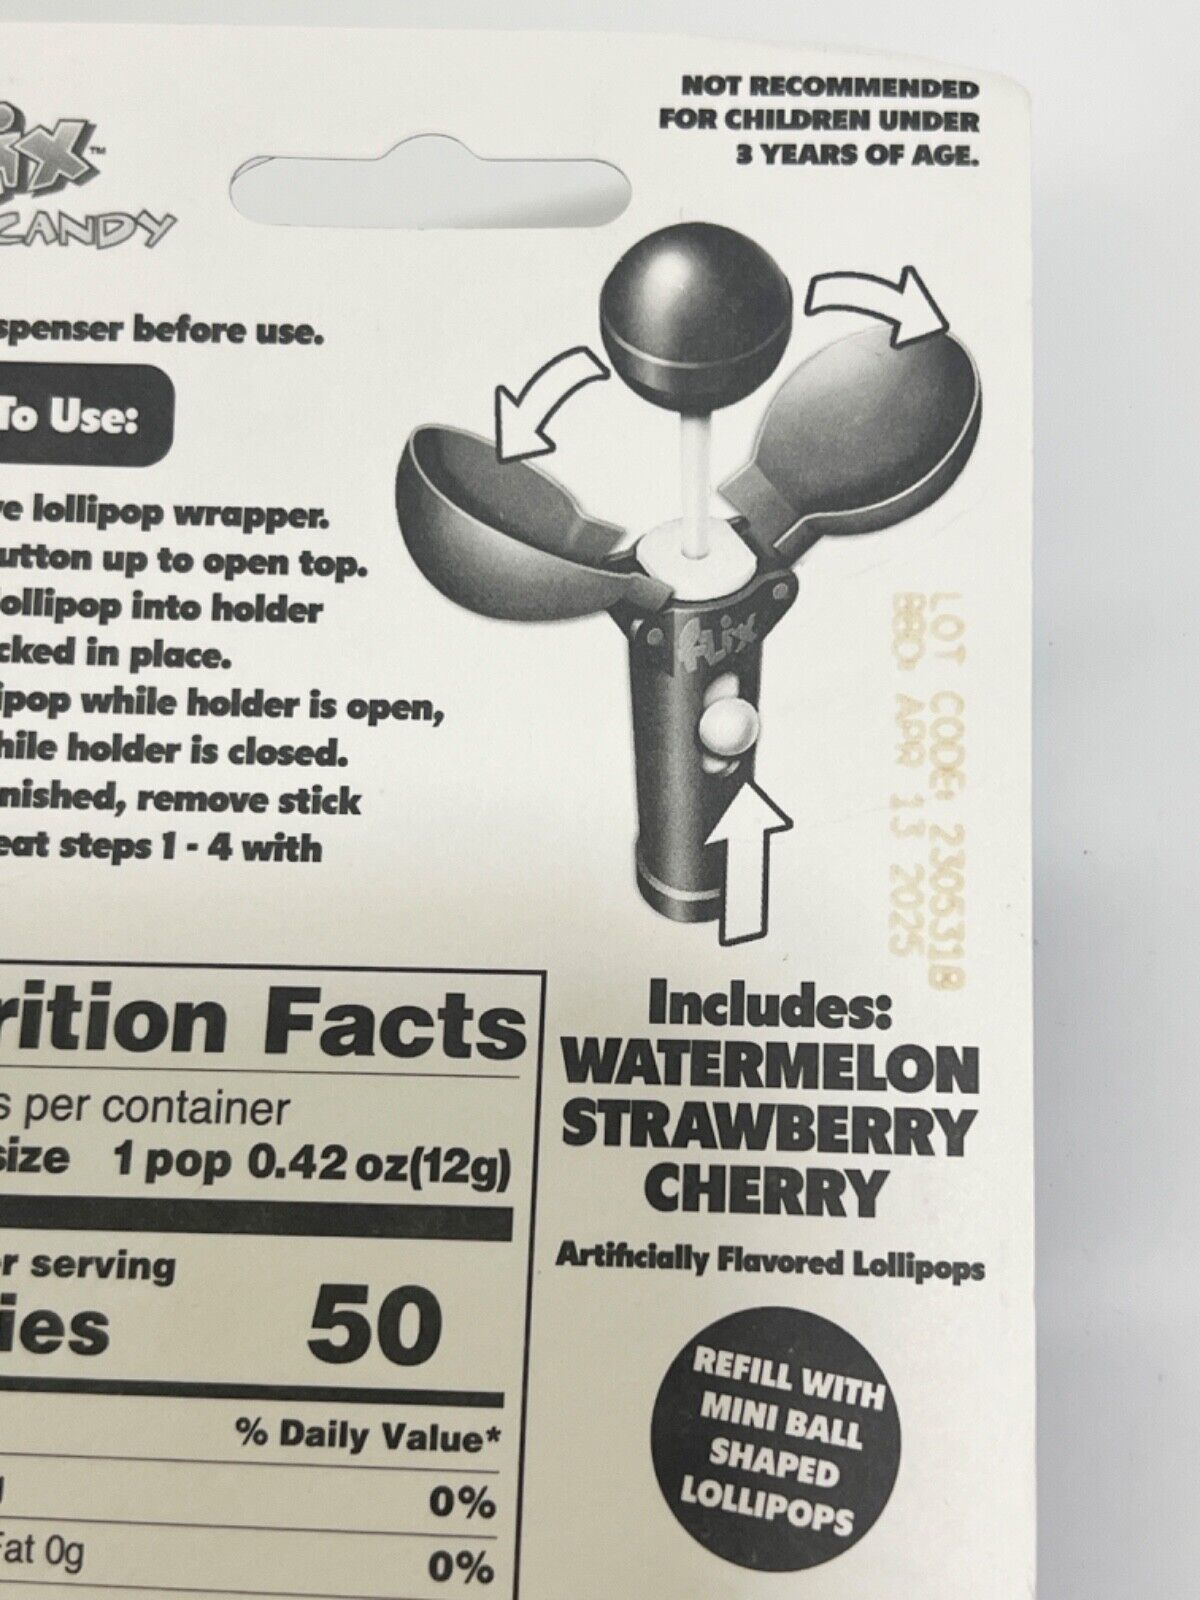 ix™
CANDY
NOT RECOMMENDED
FOR CHILDREN UNDER
3 YEARS OF AGE.
spenser before use.
To Use:
e lollipop wrapper.
utton up to open top.
ollipop into holder
cked in place.
ipop while holder is open,
hile holder is closed.
nished, remove stick
eat steps 1 - 4 with
fLix
LOT CODE: 2305318
BBD: APR 13 2025
rition Facts
s per container
size 1 pop 0.42 oz(12g)
r serving
ies 50
% Daily Value*
g 0%
Fat 0g 0%
Includes:
WATERMELON
STRAWBERRY
CHERRY
Artificially Flavored Lollipops
REFILL WITH
MINI BALL
SHAPED
LOLLIPOPS